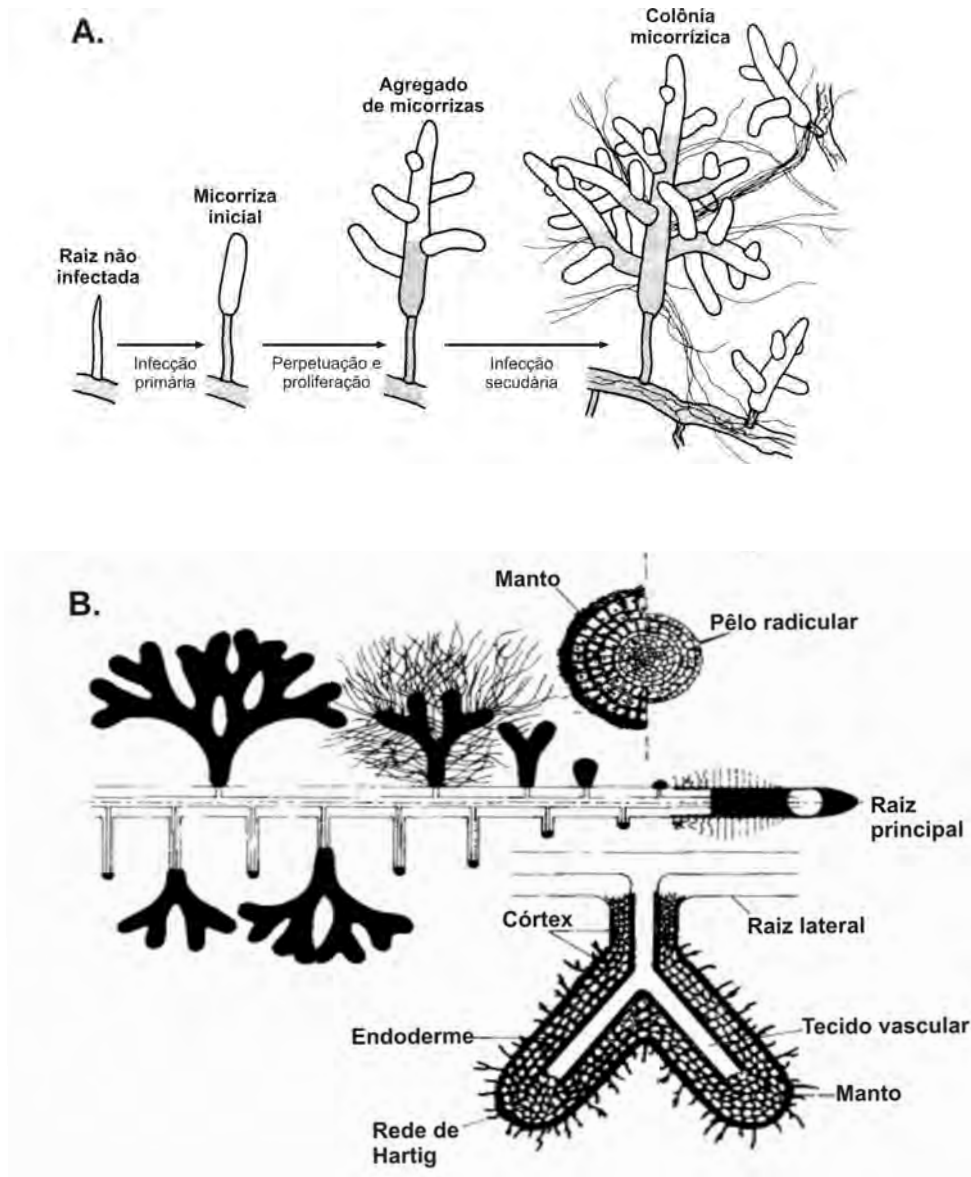 A.
Colônia
micorrízica
Agregado
de micorrizas
Micorriza
inicial
Raiz não
infectada
Infecção
primária
Perpetuação e
proliferação
Infecção
secudária
B.
Manto
Pêlo radicular
Raiz
principal
Córtex
Raiz lateral
Endoderme
Tecido vascular
Manto
Rede de
Hartig